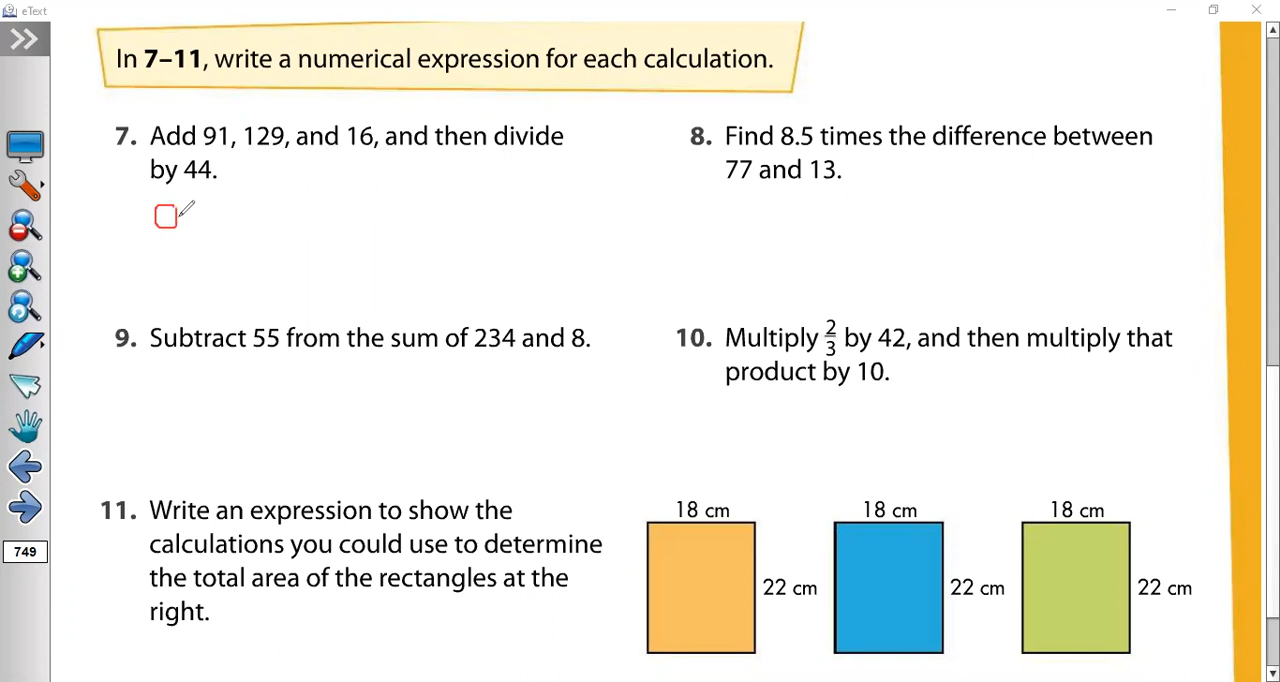 eText
In 7–11, write a numerical expression for each calculation.
7. Add 91, 129, and 16, and then divide
by 44.
8. Find 8.5 times the difference between
77 and 13.
9. Subtract 55 from the sum of 234 and 8.
10. Multiply 2/3 by 42, and then multiply that
product by 10.
11. Write an expression to show the
calculations you could use to determine
the total area of the rectangles at the
right.
18 cm 18 cm 18 cm
22 cm 22 cm 22 cm
749